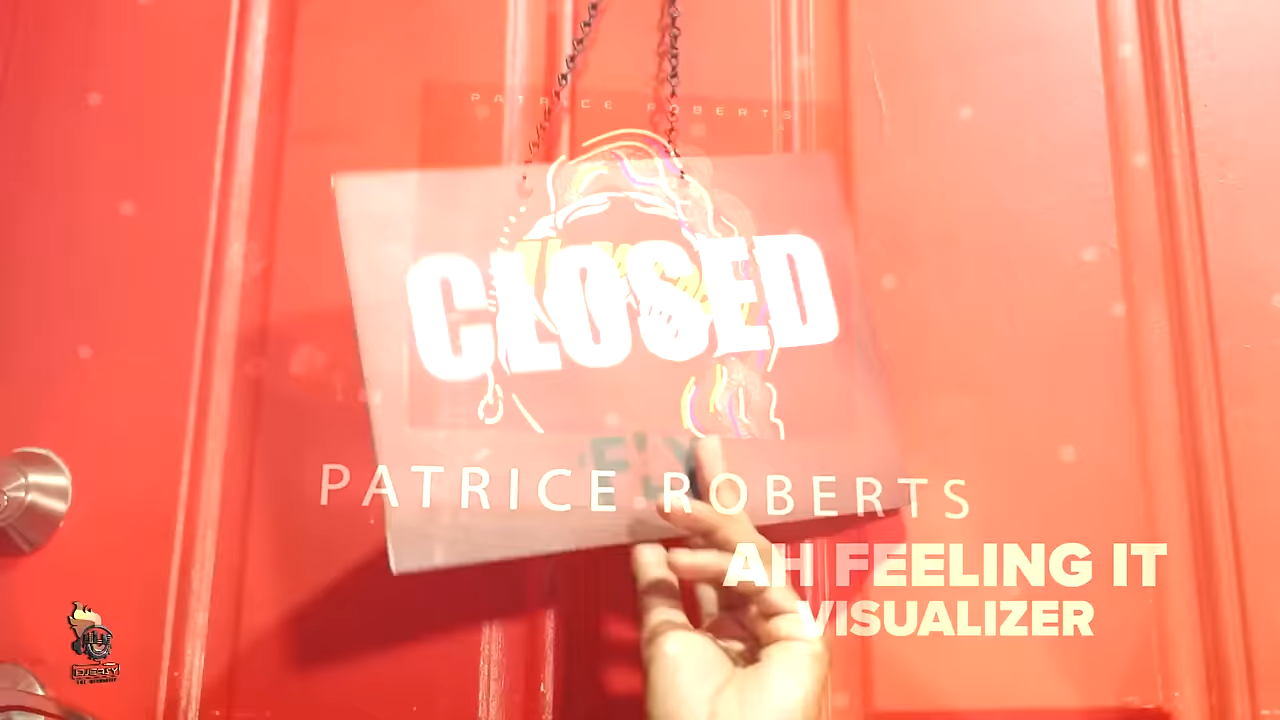 PATRICE ROBERTS
CLOSED
PATRICE ROBERTS
AH FEELING IT
VISUALIZER